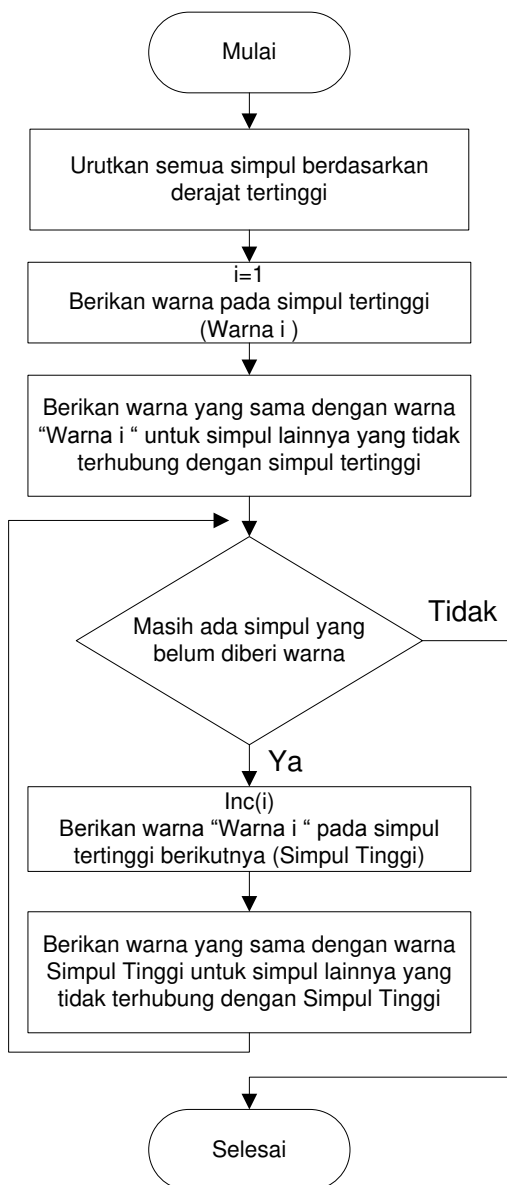 Mulai
Urutkan semua simpul berdasarkan
derajat tertinggi
i=1
Berikan warna pada simpul tertinggi
(Warna i )
Berikan warna yang sama dengan warna
“Warna i “ untuk simpul lainnya yang tidak
terhubung dengan simpul tertinggi
Masih ada simpul yang
belum diberi warna
Tidak
Ya
Inc(i)
Berikan warna “Warna i “ pada simpul
tertinggi berikutnya (Simpul Tinggi)
Berikan warna yang sama dengan warna
Simpul Tinggi untuk simpul lainnya yang
tidak terhubung dengan Simpul Tinggi
Selesai